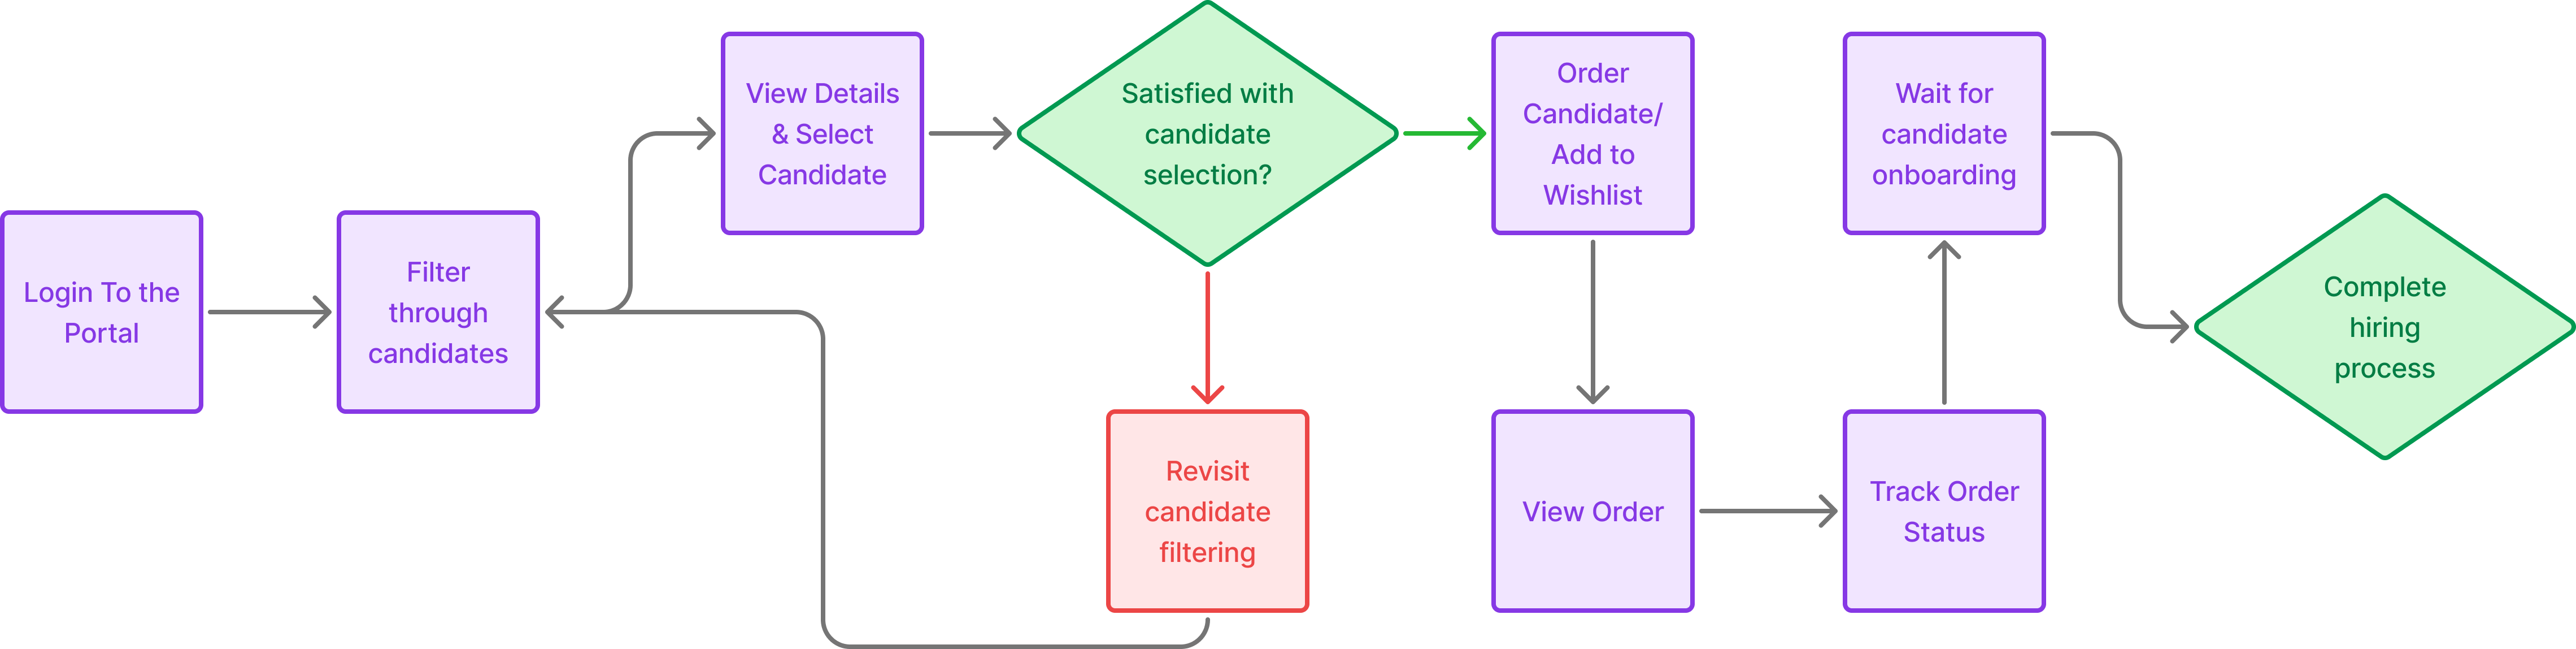 Login To the
Portal
Filter
through
candidates
View Details
& Select
Candidate
Satisfied with
candidate
selection?
Revisit
candidate
filtering
Order
Candidate/
Add to
Wishlist
View Order
Track Order
Status
Wait for
candidate
onboarding
Complete
hiring
process